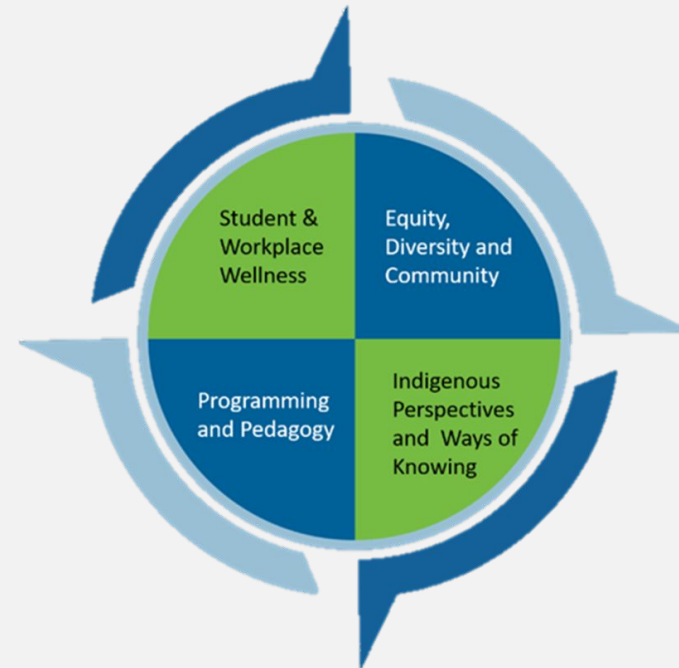 Student &
Workplace
Wellness
Equity,
Diversity and
Community
Programming
and Pedagogy
Indigenous
Perspectives
and Ways of
Knowing